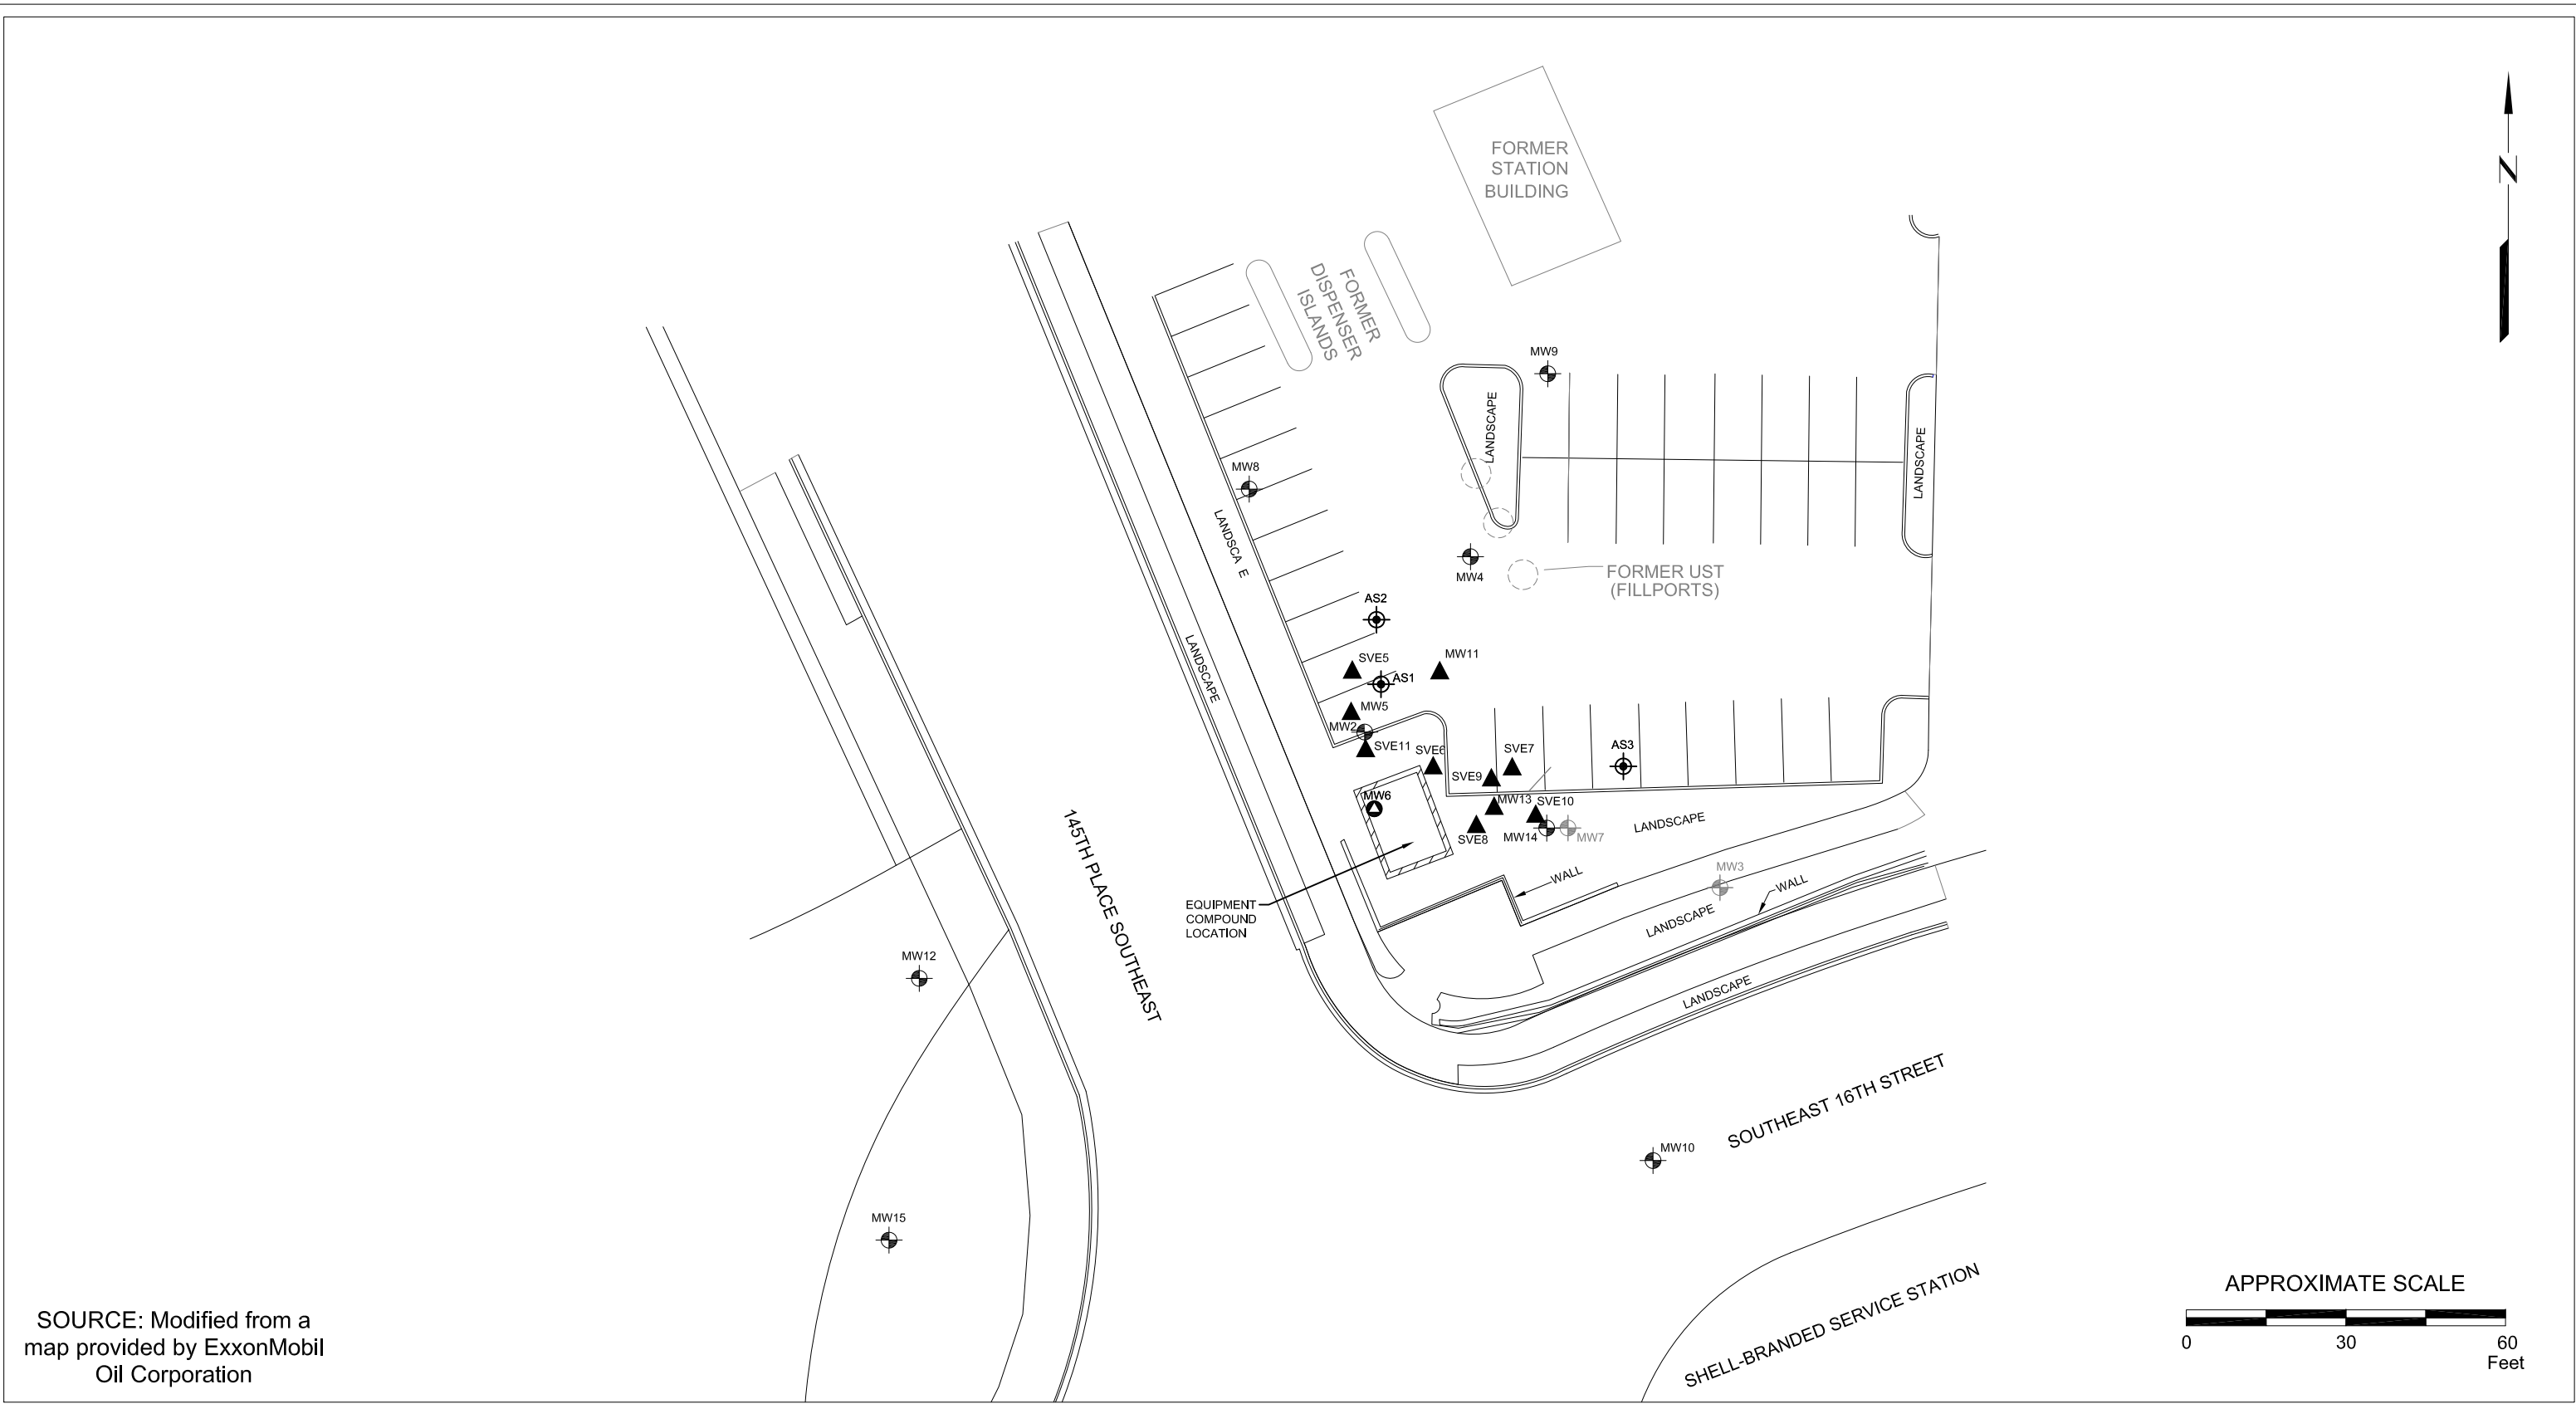 FORMER
STATION
BUILDING
N
FORMER
DISPENSER
ISLANDS
MW9
LANDSCAPE
LANDSCAPE
MW8
LANDSCA E
MW4
FORMER UST
(FILLPORTS)
AS2
LANDSCAPE
SVE5
MW11
AS1
MW5
MW2
SVE11
SVE6
SVE7
AS3
SVE9
MW6
MW13
SVE10
145TH PLACE SOUTHEAST
SVE8
MW14
MW7
LANDSCAPE
WALL
MW3
WALL
EQUIPMENT
COMPOUND
LOCATION
LANDSCAPE
MW12
LANDSCAPE
SOUTHEAST 16TH STREET
MW10
MW15
SHELL-BRANDED SERVICE STATION
SOURCE: Modified from a
map provided by ExxonMobil
Oil Corporation
APPROXIMATE SCALE
0 30 60
Feet